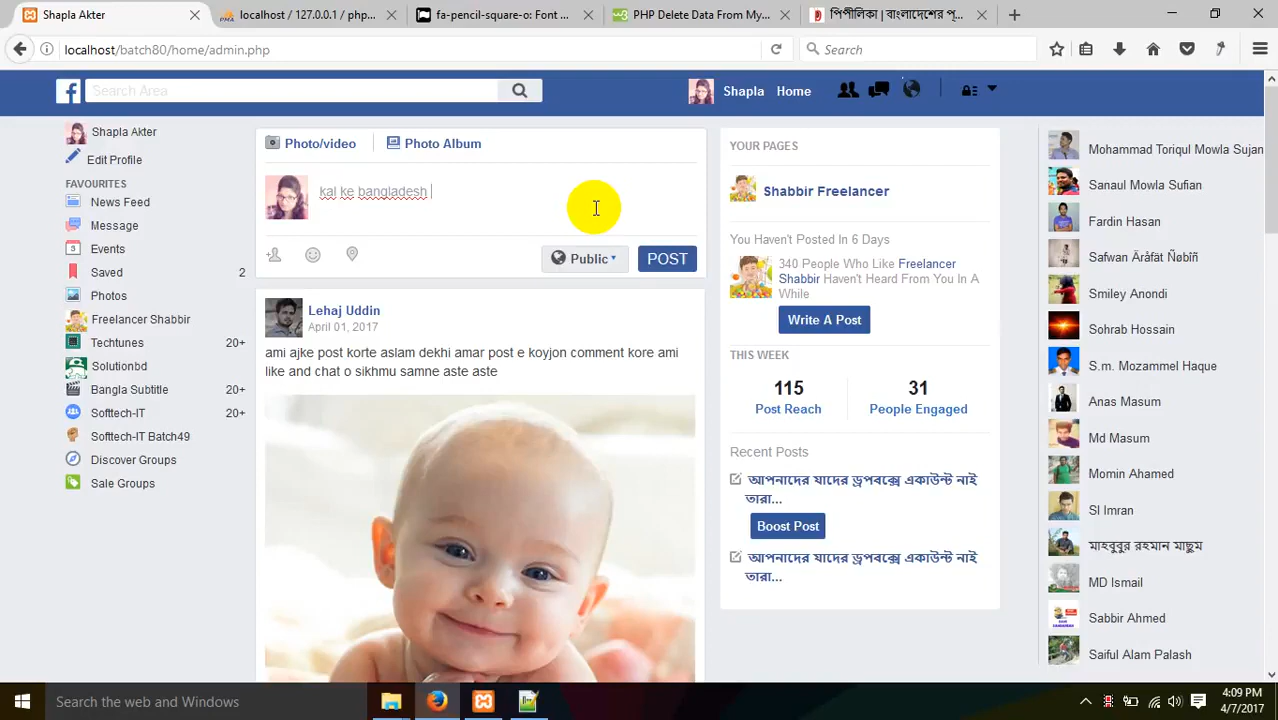 Shapla Akter
localhost / 127.0.0.1 / phpi
fa-pencil-square-o: Font ...
PHP Delete Data From My...
পিপীলিকা | বাংলাদেশের প্...
localhost/batch80/home/admin.php
Search
Search Area
Shapla
Home
Shapla Akter
Edit Profile
FAVOURITES
News Feed
Message
Events
Saved 2
Photos
Freelancer Shabbir
Techtunes 20+
Solutionbd
Bangla Subtitle 20+
Softtech-IT 20+
Softtech-IT Batch49
Discover Groups
Sale Groups
Photo/video
Photo Album
kal ke bangladesh
Public
POST
Lehaj Uddin
April 01, 2017
ami ajke post korte aslam dekhi amar post e koyjon comment kore ami
like and chat o sikhmu samne aste aste
YOUR PAGES
Shabbir Freelancer
You Haven't Posted In 6 Days
340 People Who Like Freelancer
Shabbir Haven't Heard From You In A
While
Write A Post
THIS WEEK
115 31
Post Reach People Engaged
Recent Posts
আপনাদের যাদের ড্রপবক্সে একাউন্ট নাই
তারা...
Boost Post
আপনাদের যাদের ড্রপবক্সে একাউন্ট নাই
তারা...
Mohammad Toriqul Mowla Sujan
Sanaul Mowla Sufian
Fardin Hasan
Safwan Äräfät Ñøbïñ
Smiley Anondi
Sohrab Hossain
S.m. Mozammel Haque
Anas Masum
Md Masum
Momin Ahamed
SI Imran
মাহবুবুর রহমান মাছুম
MD Ismail
Sabbir Ahmed
Saiful Alam Palash
Search the web and Windows
4:09 PM
4/7/2017